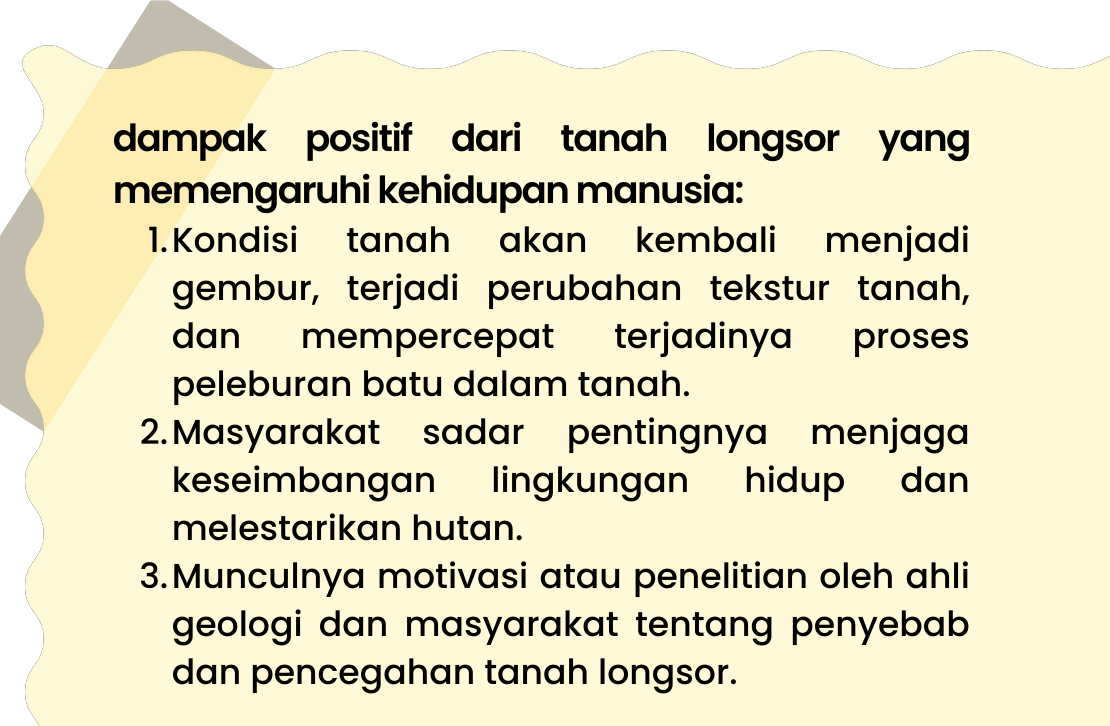 dampak positif dari tanah longsor yang
memengaruhi kehidupan manusia:
1. Kondisi tanah akan kembali menjadi
gembur, terjadi perubahan tekstur tanah,
dan mempercepat terjadinya proses
peleburan batu dalam tanah.
2. Masyarakat sadar pentingnya menjaga
keseimbangan lingkungan hidup dan
melestarikan hutan.
3. Munculnya motivasi atau penelitian oleh ahli
geologi dan masyarakat tentang penyebab
dan pencegahan tanah longsor.